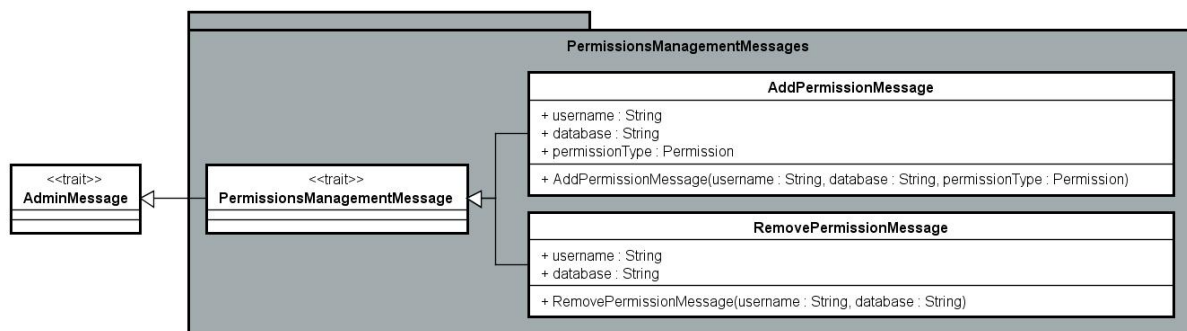 PermissionsManagementMessages
<<trait>>
AdminMessage
<<trait>>
PermissionsManagementMessage
AddPermissionMessage
+ username : String
+ database : String
+ permissionType : Permission
+ AddPermissionMessage(username : String, database : String, permissionType : Permission)
RemovePermissionMessage
+ username : String
+ database : String
+ RemovePermissionMessage(username : String, database : String)